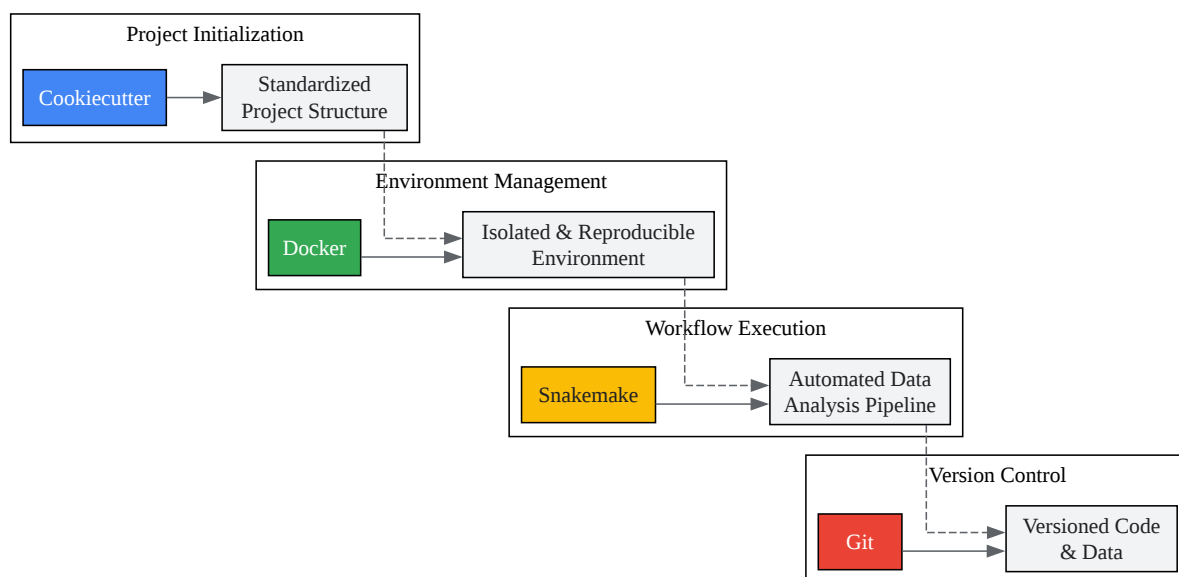 Project Initialization
Cookiecutter
Standardized
Project Structure
Environment Management
Docker
Isolated & Reproducible
Environment
Workflow Execution
Snakemake
Automated Data
Analysis Pipeline
Version Control
Git
Versioned Code
& Data